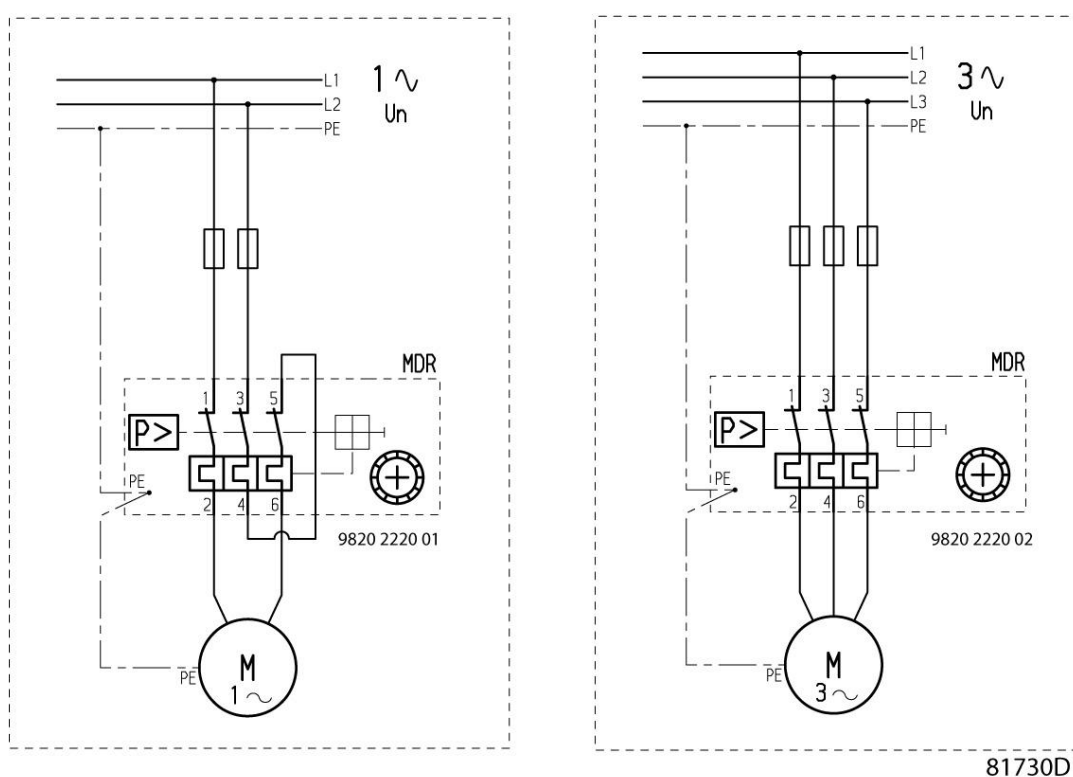 L1
L2
PE
1 ∿
Un
MDR
1 3 5
P>
PE
2 4 6
9820 2220 01
PE
M
1∿
L1
L2
L3
PE
3 ∿
Un
MDR
1 3 5
P>
PE
2 4 6
9820 2220 02
PE
M
3∿
81730D